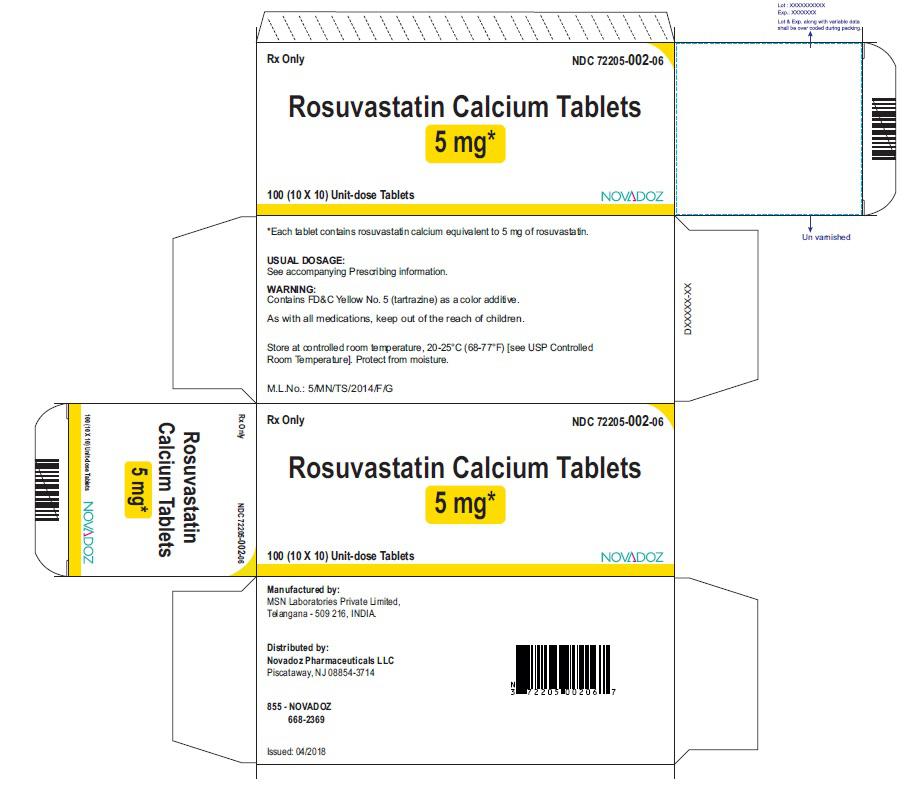 Lot : XXXXXXXXXX
Exp.: XXXXXXX
Lot & Exp. along with variable data
shall be over coded during packing.
Rx Only
NDC 72205-002-06
Rosuvastatin Calcium Tablets
5 mg*
100 (10 X 10) Unit-dose Tablets
NOVADOZ
Un varnished
*Each tablet contains rosuvastatin calcium equivalent to 5 mg of rosuvastatin.
USUAL DOSAGE:
See accompanying Prescribing information.
WARNING:
Contains FD&C Yellow No. 5 (tartrazine) as a color additive.
As with all medications, keep out of the reach of children.
Store at controlled room temperature, 20-25°C (68-77°F) [see USP Controlled
Room Temperature]. Protect from moisture.
M.L.No.: 5/MN/TS/2014/F/G
DXXXXX-XX
Rx Only
NDC 72205-002-06
Rosuvastatin
Calcium Tablets
5 mg*
100 (10 X 10) Unit-dose Tablets
NOVADOZ
Rx Only
NDC 72205-002-06
Rosuvastatin Calcium Tablets
5 mg*
100 (10 X 10) Unit-dose Tablets
NOVADOZ
Manufactured by:
MSN Laboratories Private Limited,
Telangana - 509 216, INDIA.
Distributed by:
Novadoz Pharmaceuticals LLC
Piscataway, NJ 08854-3714
855 - NOVADOZ
668-2369
Issued: 04/2018
N
3 72205 00206 7